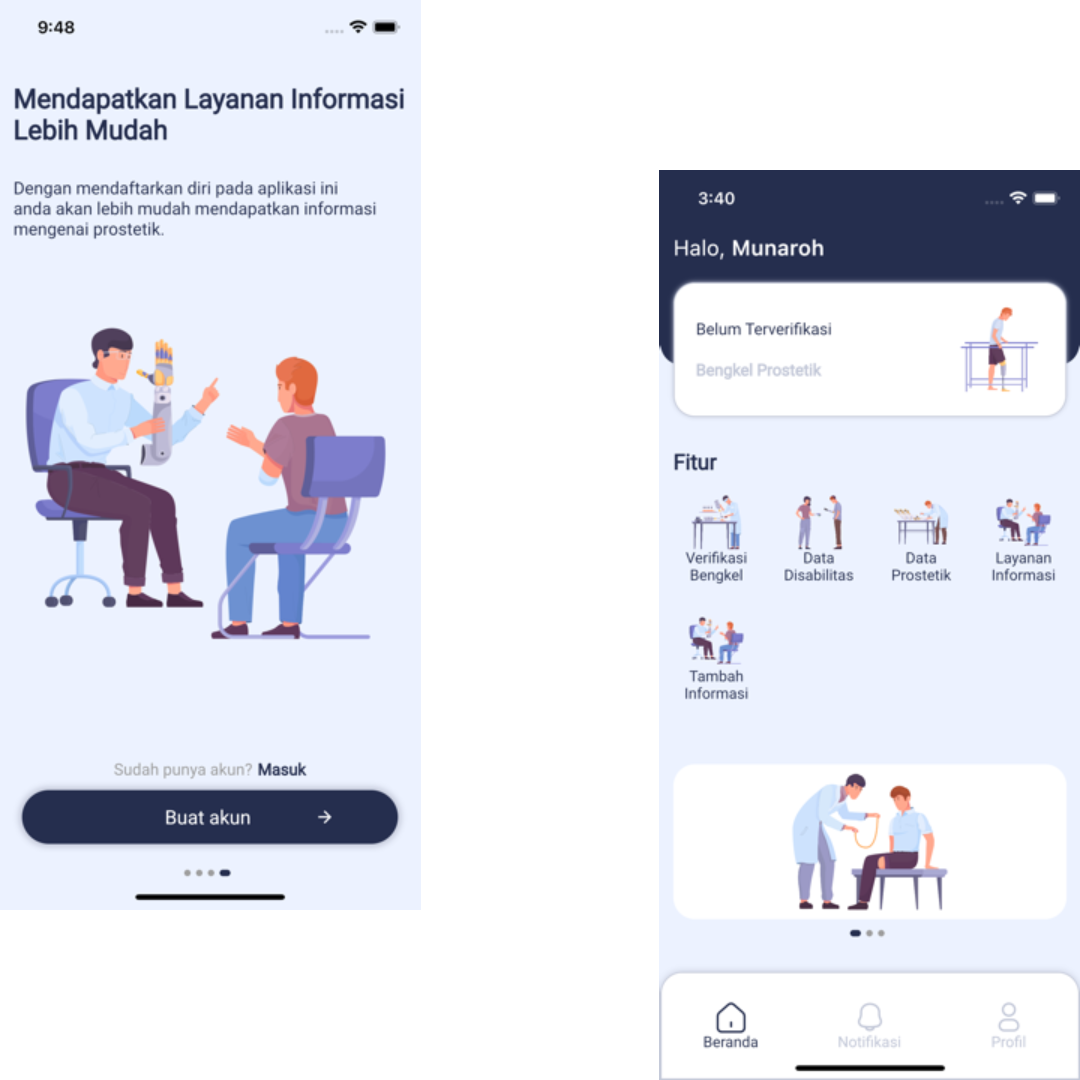 9:48
Mendapatkan Layanan Informasi
Lebih Mudah
Dengan mendaftarkan diri pada aplikasi ini
anda akan lebih mudah mendapatkan informasi
mengenai prostetik.
Sudah punya akun? Masuk
Buat akun
3:40
Halo, Munaroh
Belum Terverifikasi
Bengkel Prostetik
Fitur
Verifikasi
Bengkel
Data
Disabilitas
Data
Prostetik
Layanan
Informasi
Tambah
Informasi
Beranda
Notifikasi
Profil